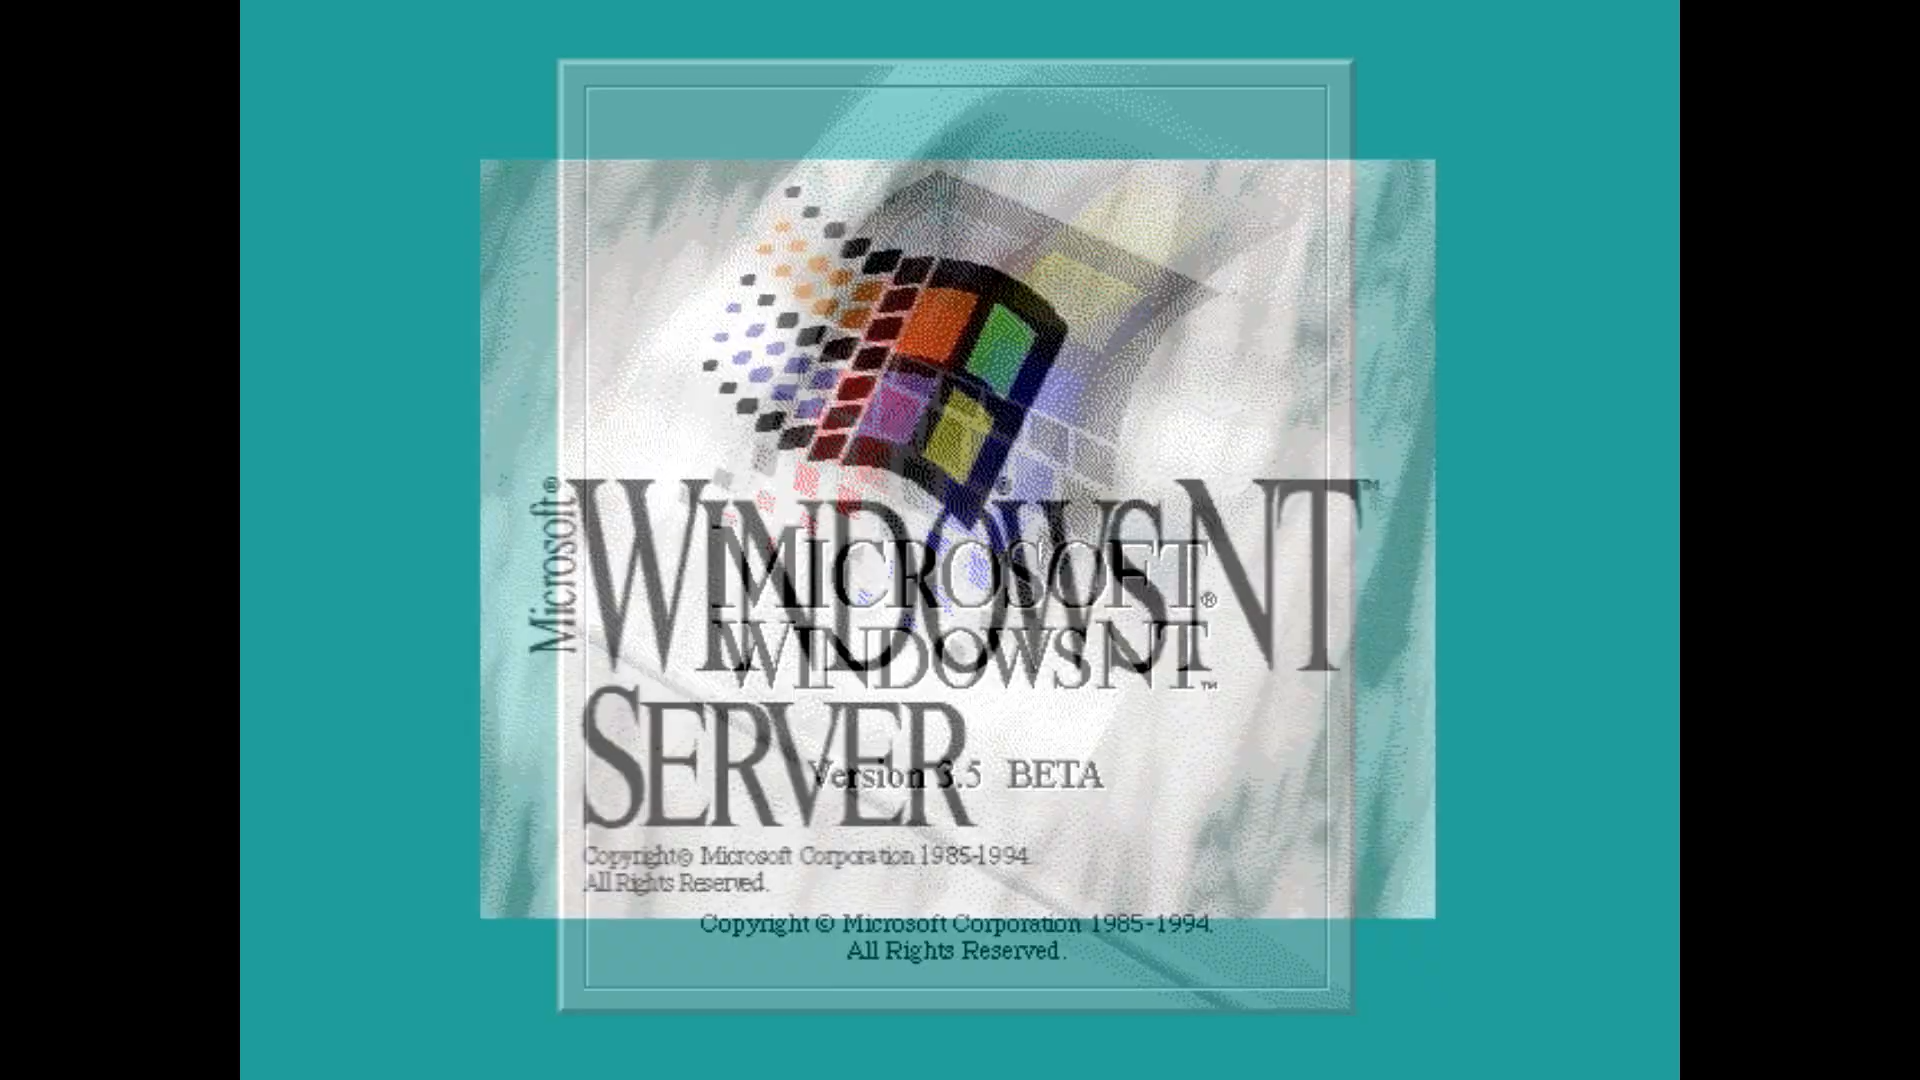 Microsoft®
WINDOWS NT™
MICROSOFT®
WINDOWS NT™
SERVER
Version 3.5 BETA
Copyright© Microsoft Corporation 1985-1994.
All Rights Reserved.
Copyright © Microsoft Corporation 1985-1994.
All Rights Reserved.